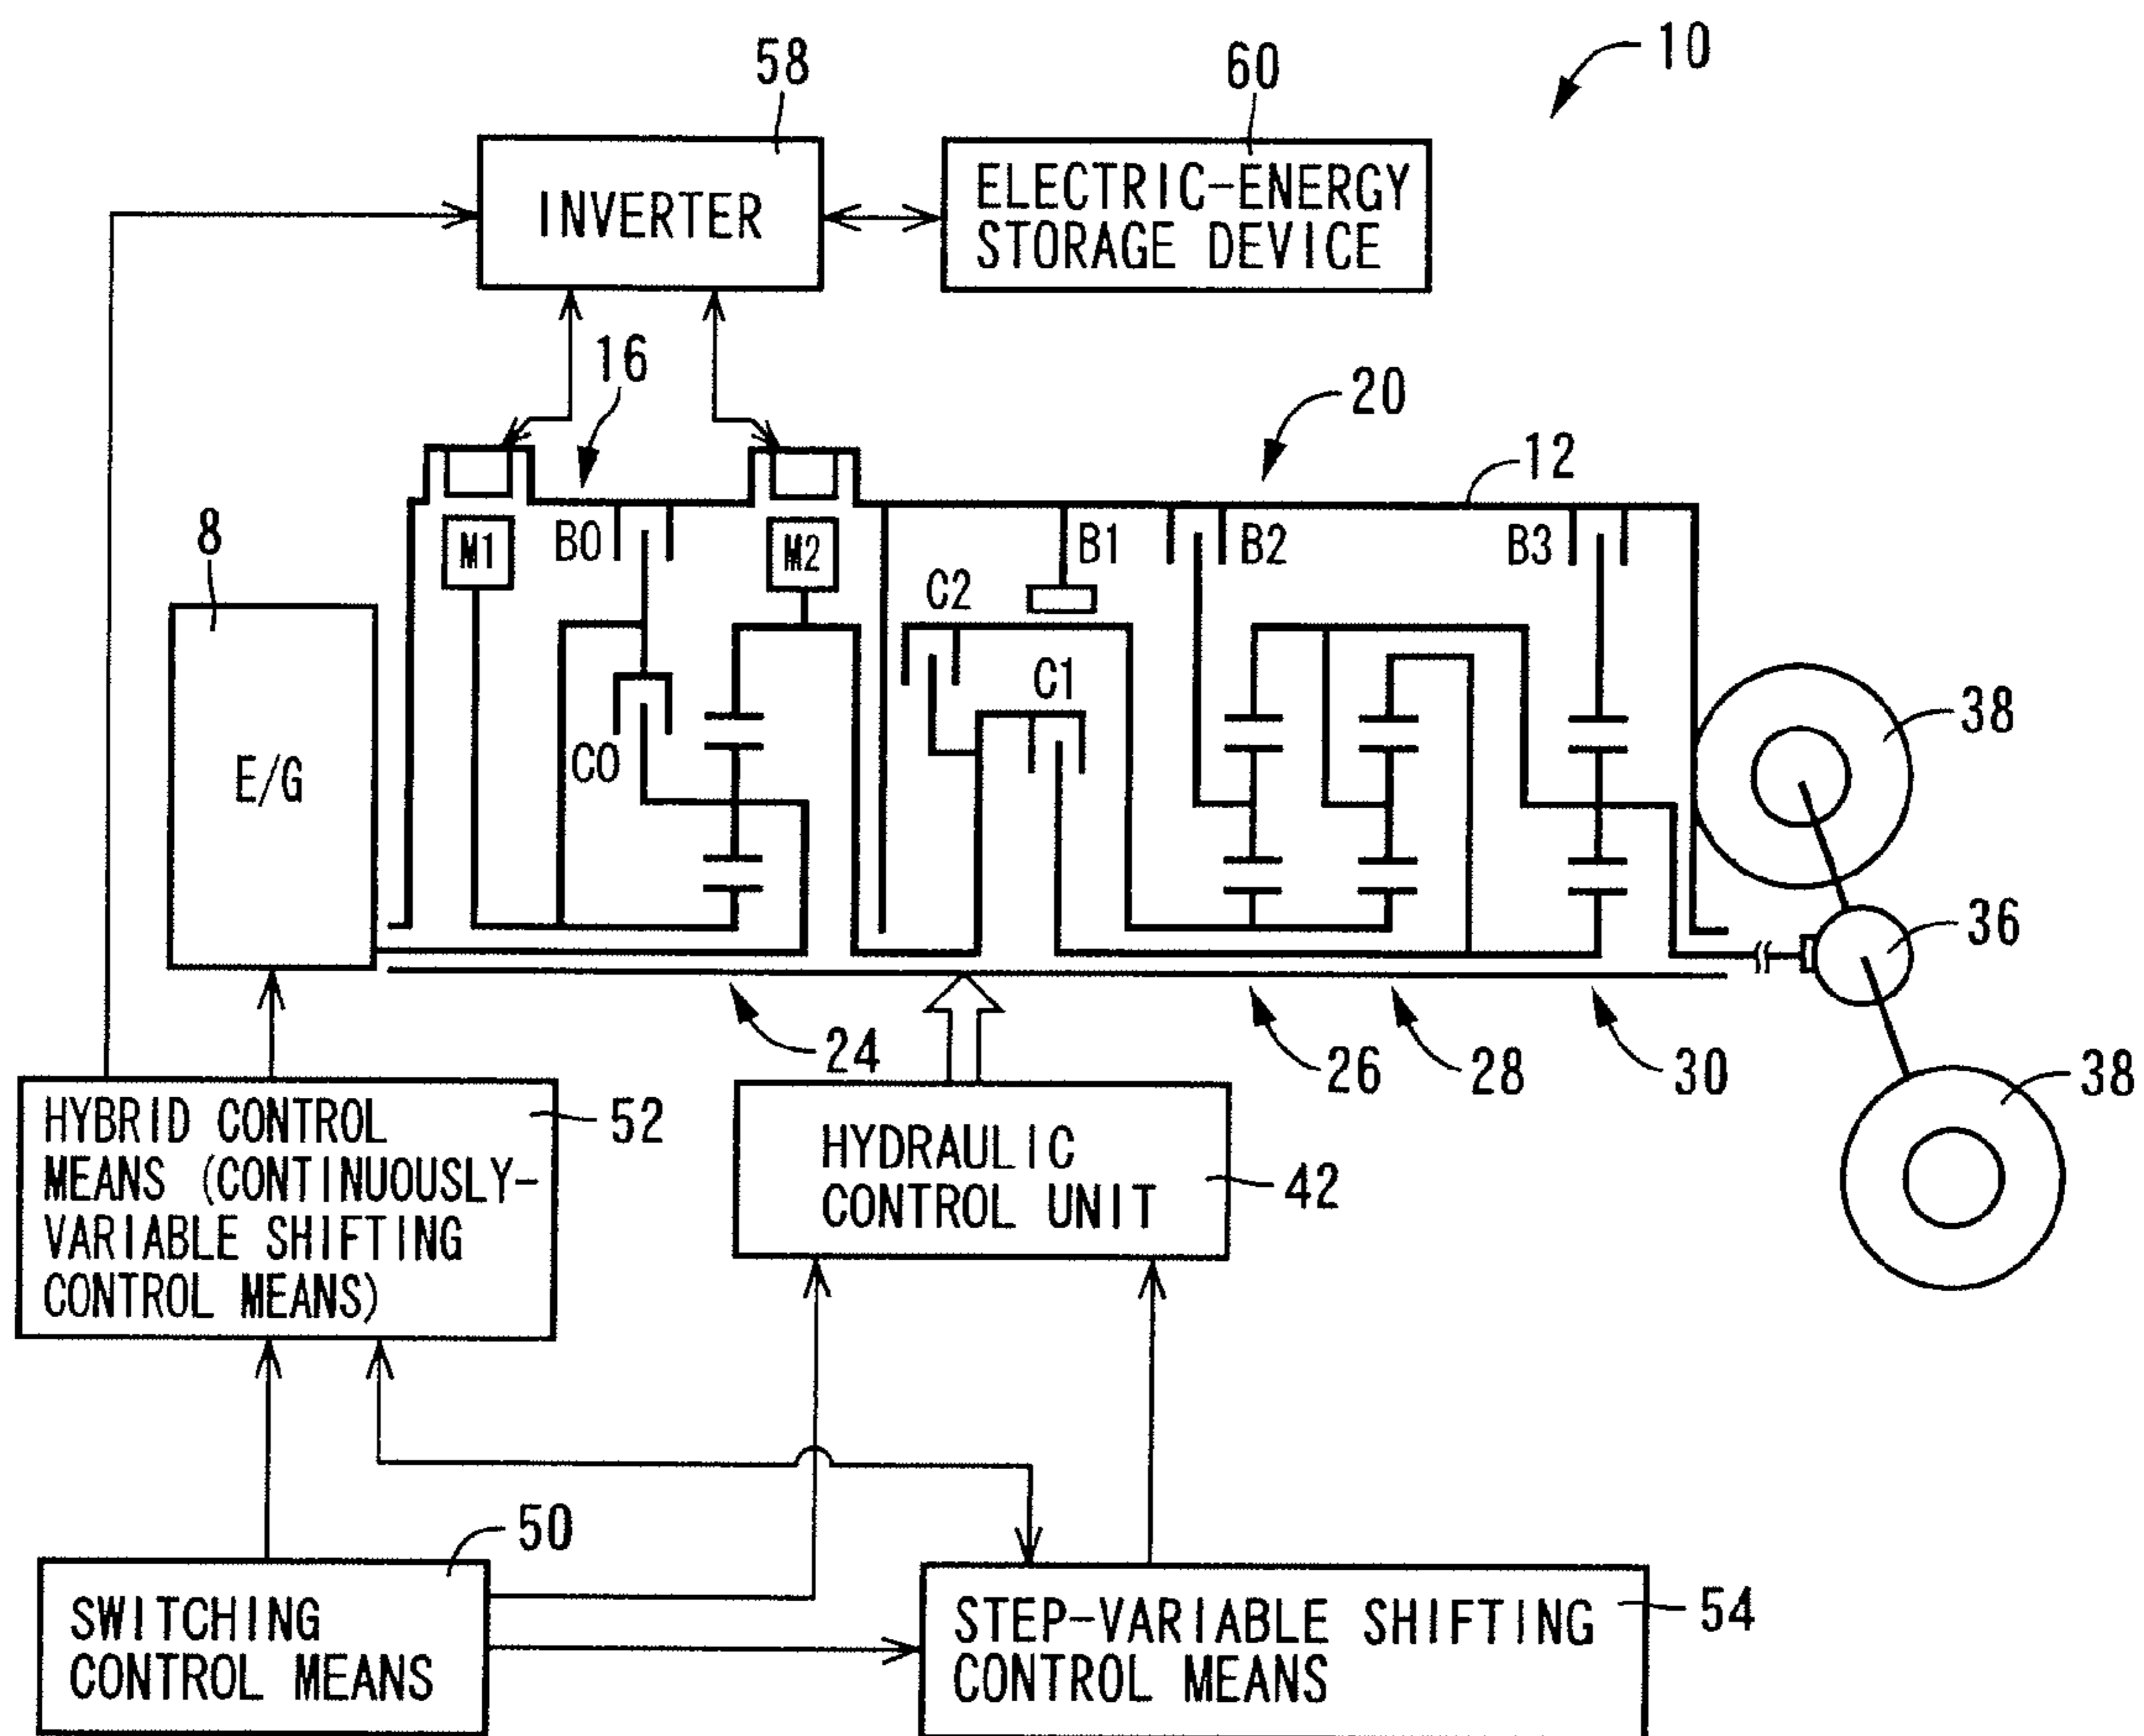 10
58
60
INVERTER
ELECTRIC-ENERGY
STORAGE DEVICE
16
20
12
8
M1
B0
M2
B1
B2
B3
C2
C1
C0
E/G
38
36
24
26
28
30
38
HYBRID CONTROL
MEANS (CONTINUOUSLY-
VARIABLE SHIFTING
CONTROL MEANS)
52
HYDRAULIC
CONTROL UNIT
42
50
SWITCHING
CONTROL MEANS
STEP-VARIABLE SHIFTING
CONTROL MEANS
54